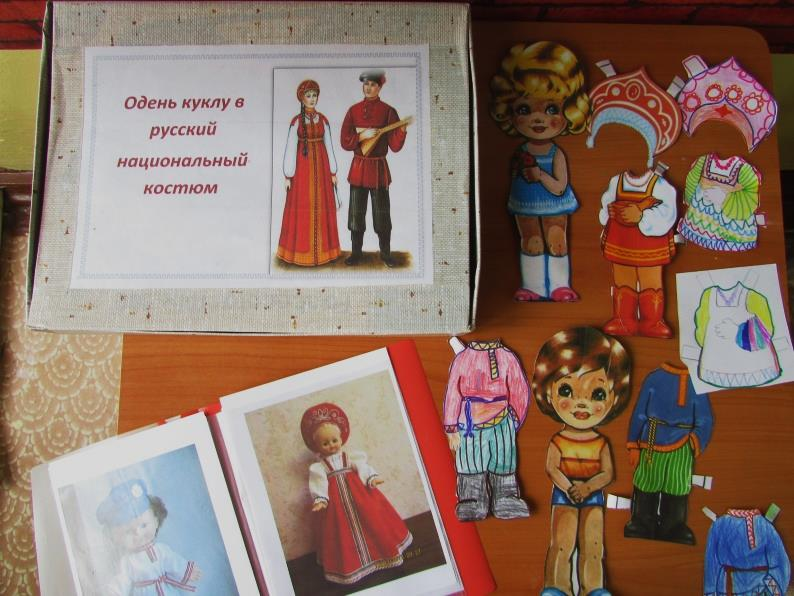 Одень куклу в
русский
национальный
костюм